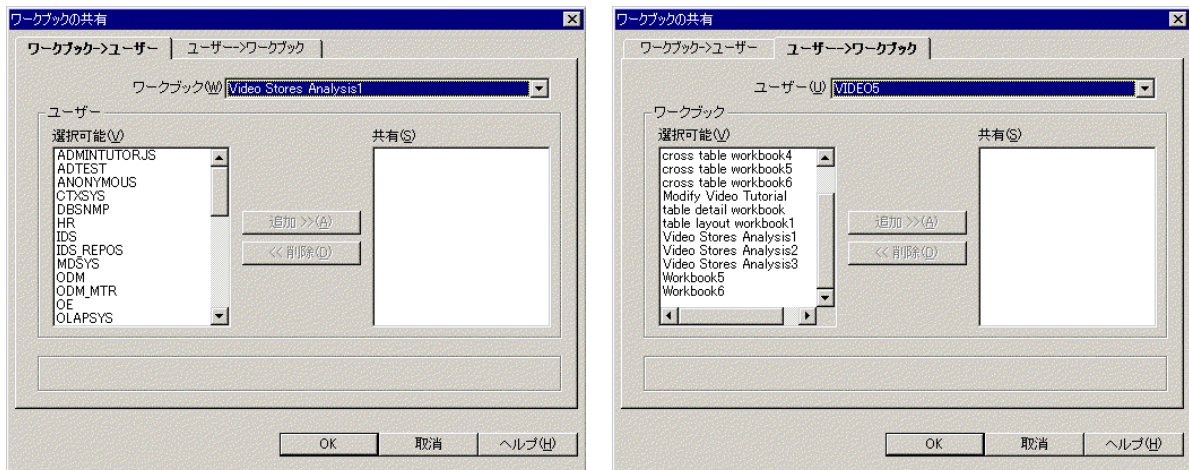 ワークブックの共有
ワークブック->ユーザー
ユーザー->ワークブック
ワークブック(W)
Video Stores Analysis1
ユーザー
選択可能(V)
共有(S)
ADMINTUTORJS
ADTEST
ANONYMOUS
CTXSYS
DBSNMP
HR
IDS
IDS_REPOS
MDSYS
ODM
ODM_MTR
OE
OLAPSYS
追加 >>(A)
<< 削除(D)
OK
取消
ヘルプ(H)
ワークブックの共有
ワークブック->ユーザー
ユーザー->ワークブック
ユーザー(U)
VIDEO5
ワークブック
選択可能(V)
共有(S)
cross table workbook4
cross table workbook5
cross table workbook6
Modify Video Tutorial
table detail workbook
table layout workbook1
Video Stores Analysis1
Video Stores Analysis2
Video Stores Analysis3
Workbook5
Workbook6
追加 >>(A)
<< 削除(D)
OK
取消
ヘルプ(H)